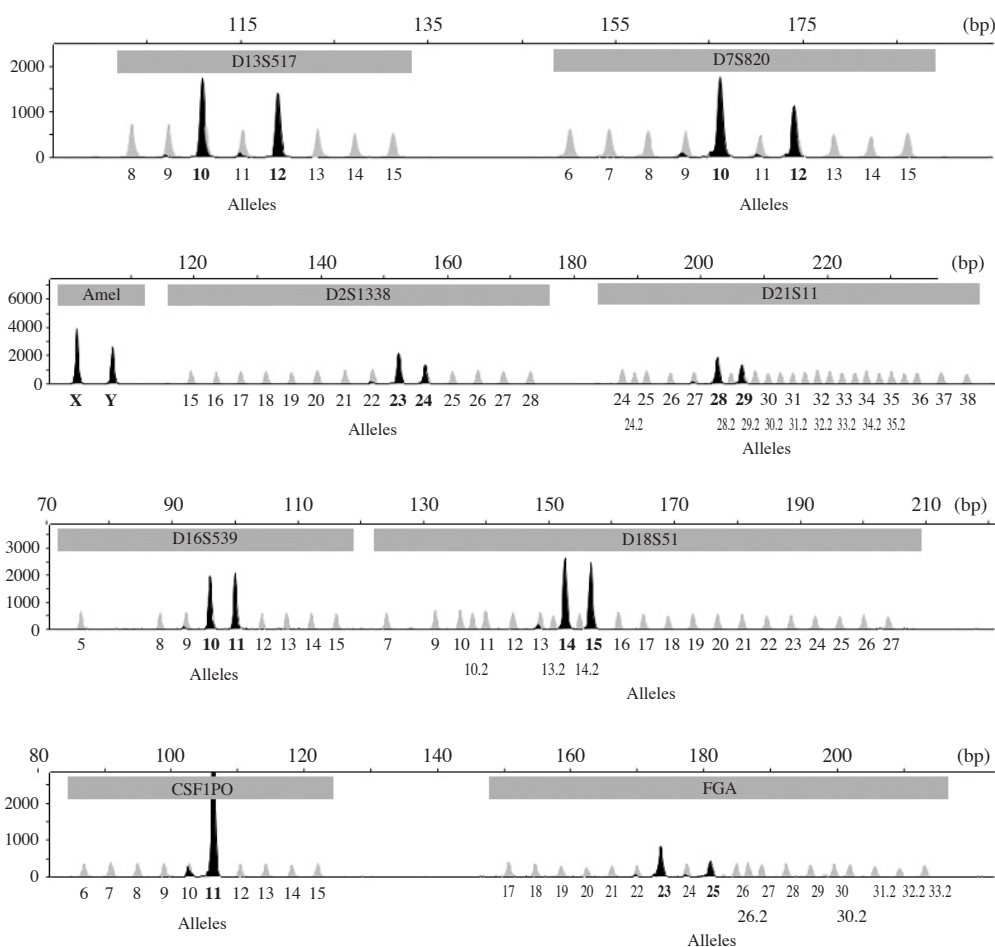 115 135 155 175 (bp)
D13S517 D7S820
2000
1000
0
8 9 10 11 12 13 14 15 6 7 8 9 10 11 12 13 14 15
Alleles Alleles
120 140 160 180 200 220 (bp)
Amel D2S1338 D21S11
6000
4000
2000
0
X Y 15 16 17 18 19 20 21 22 23 24 25 26 27 28 24 25 26 27 28 29 30 31 32 33 34 35 36 37 38
24.2 28.2 29.2 30.2 31.2 32.2 33.2 34.2 35.2
Alleles Alleles
70 90 110 130 150 170 190 210 (bp)
D16S539 D18S51
3000
2000
1000
0
5 8 9 10 11 12 13 14 15 7 9 10 11 12 13 14 15 16 17 18 19 20 21 22 23 24 25 26 27
10.2 13.2 14.2
Alleles Alleles
80 100 120 140 160 180 200 (bp)
CSF1PO FGA
2000
1000
0
6 7 8 9 10 11 12 13 14 15 17 18 19 20 21 22 23 24 25 26 27 28 29 30 31.2 32.2 33.2
26.2 30.2
Alleles Alleles